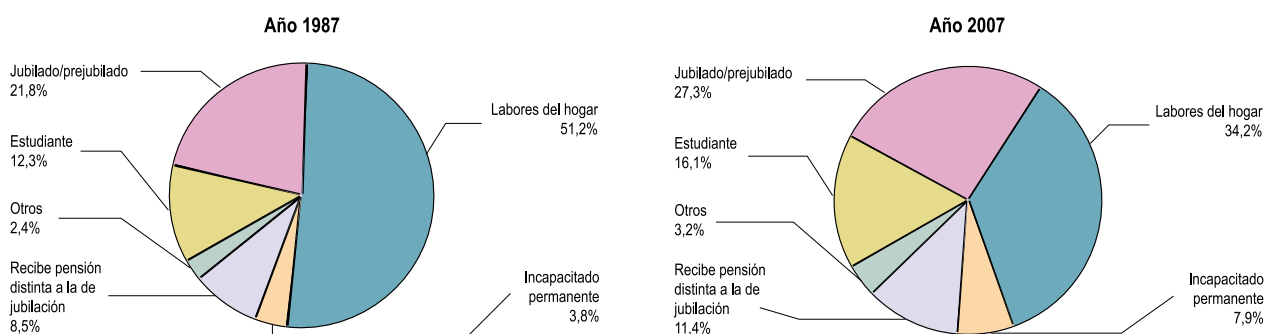 Año 1987
Jubilado/prejubilado
21,8%
Labores del hogar
51,2%
Estudiante
12,3%
Otros
2,4%
Recibe pensión
distinta a la de
jubilación
8,5%
Incapacitado
permanente
3,8%
Año 2007
Jubilado/prejubilado
27,3%
Labores del hogar
34,2%
Estudiante
16,1%
Otros
3,2%
Recibe pensión
distinta a la de
jubilación
11,4%
Incapacitado
permanente
7,9%